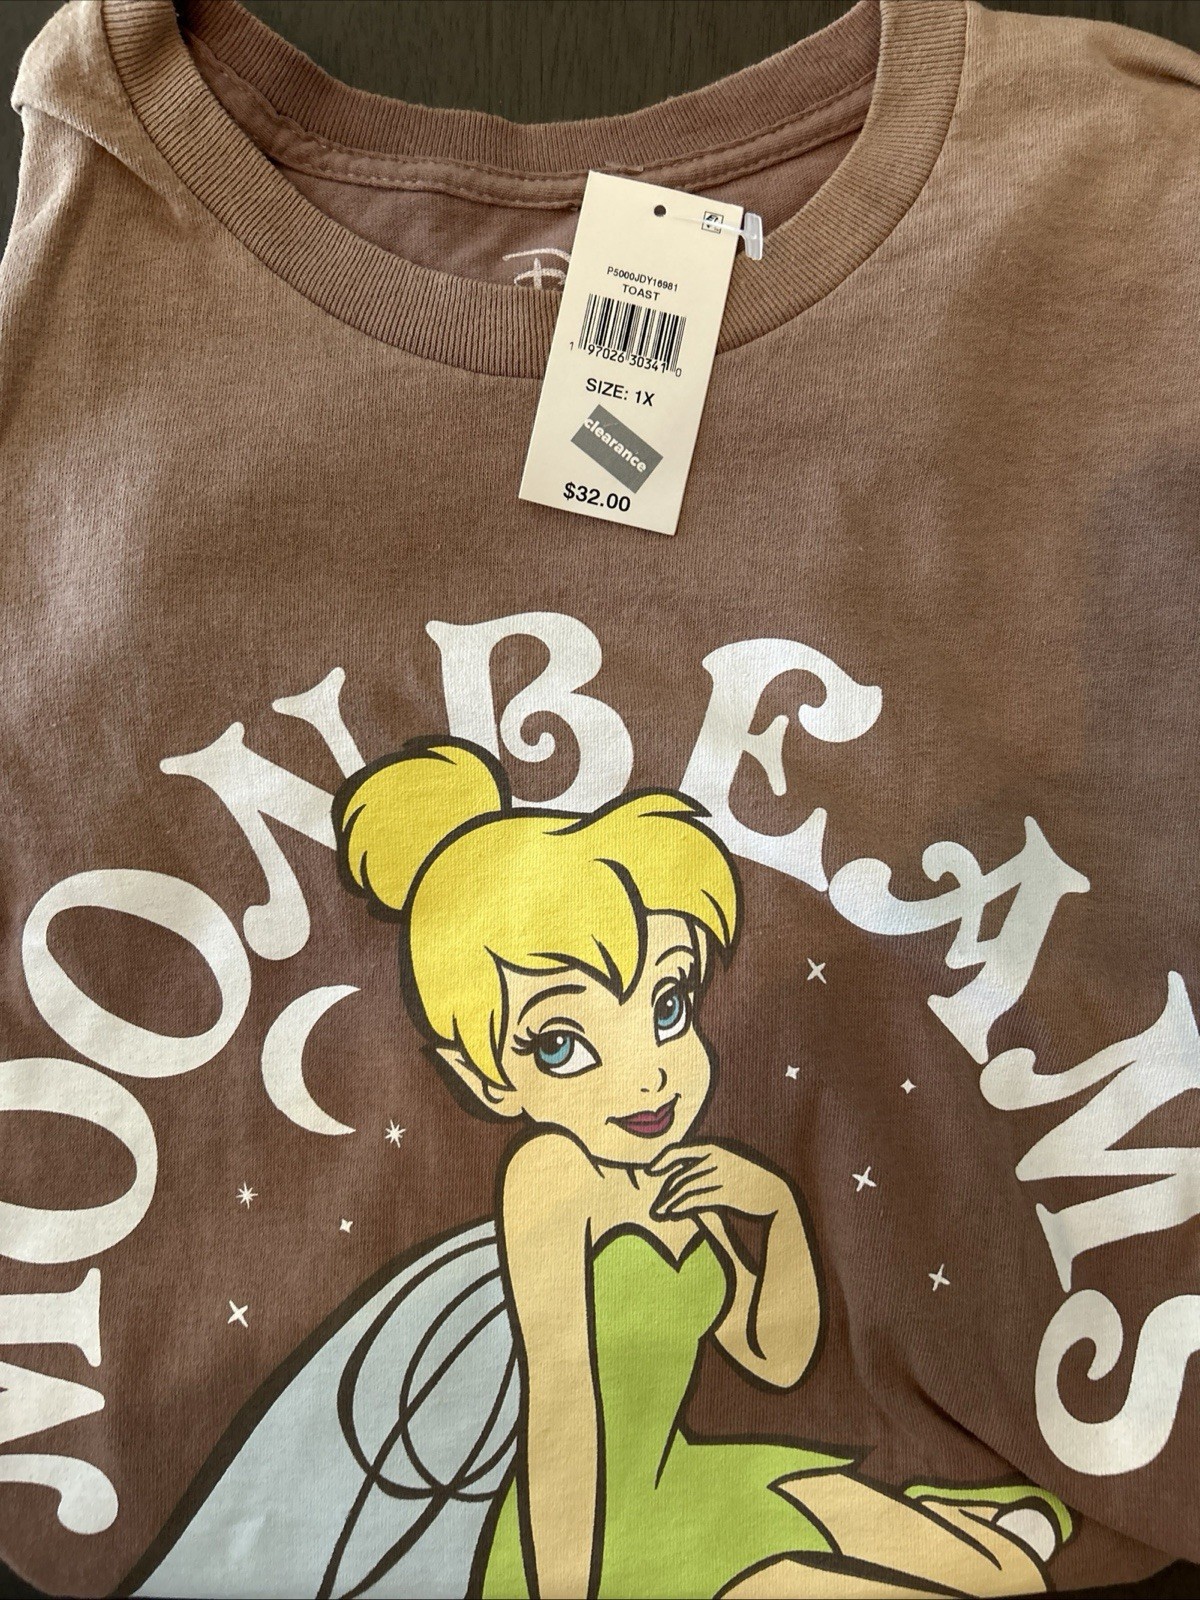 P5000JDY16981
TOAST
1 97026 30341 0
SIZE: 1X
clearance
$32.00
MOONBEAMS